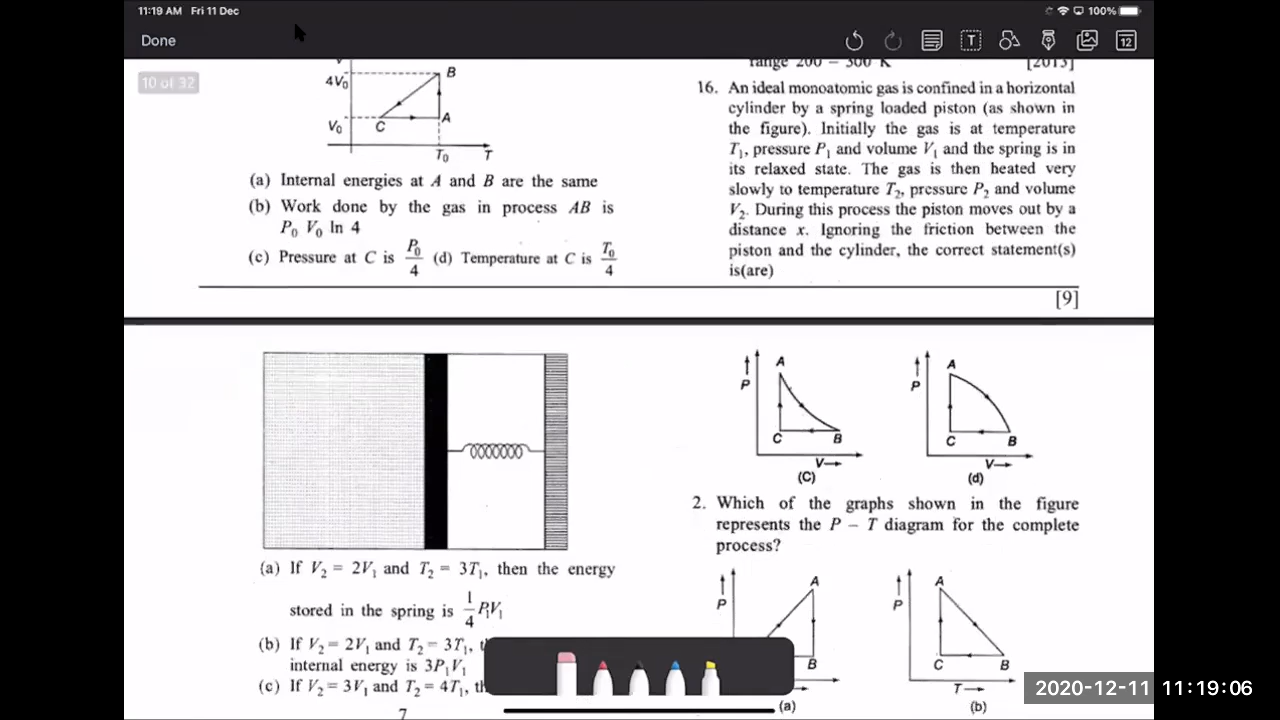 11:19 AM Fri 11 Dec
100%
Done
T
12
10 of 32
4V₀
B
V₀
C
A
T₀
T
(a) Internal energies at A and B are the same
(b) Work done by the gas in process AB is
P₀ V₀ ln 4
(c) Pressure at C is P₀/4 (d) Temperature at C is T₀/4
range 200 – 300 K [2013]
16. An ideal monoatomic gas is confined in a horizontal
cylinder by a spring loaded piston (as shown in
the figure). Initially the gas is at temperature
T₁, pressure P₁ and volume V₁ and the spring is in
its relaxed state. The gas is then heated very
slowly to temperature T₂, pressure P₂ and volume
V₂. During this process the piston moves out by a
distance x. Ignoring the friction between the
piston and the cylinder, the correct statement(s)
is(are)
[9]
(a) If V₂ = 2V₁ and T₂ = 3T₁, then the energy
stored in the spring is 1/4 P₁V₁
(b) If V₂ = 2V₁ and T₂ = 3T₁,
internal energy is 3P₁V₁
(c) If V₂ = 3V₁ and T₂ = 4T₁,
7
P
A
C
B
V
(C)
P
A
C
B
V
(d)
2. Which of the graphs shown in the figure
represents the P – T diagram for the complete
process?
P
A
B
(a)
P
A
C
B
T
(b)
2020-12-11 11:19:06